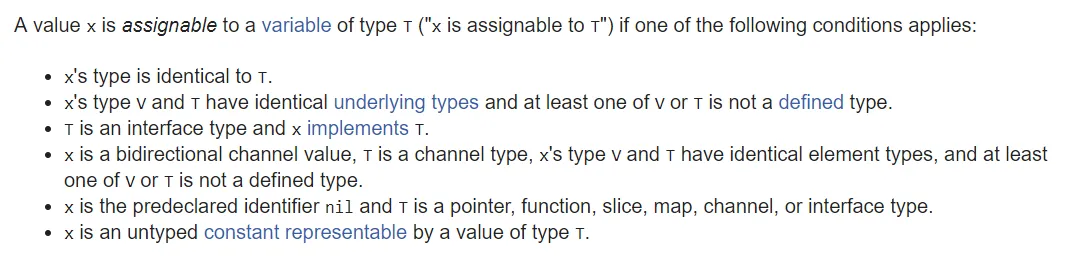 A value x is assignable to a variable of type T ("x is assignable to T") if one of the following conditions applies:
• x's type is identical to T.
• x's type V and T have identical underlying types and at least one of V or T is not a defined type.
• T is an interface type and x implements T.
• x is a bidirectional channel value, T is a channel type, x's type V and T have identical element types, and at least
one of V or T is not a defined type.
• x is the predeclared identifier nil and T is a pointer, function, slice, map, channel, or interface type.
• x is an untyped constant representable by a value of type T.